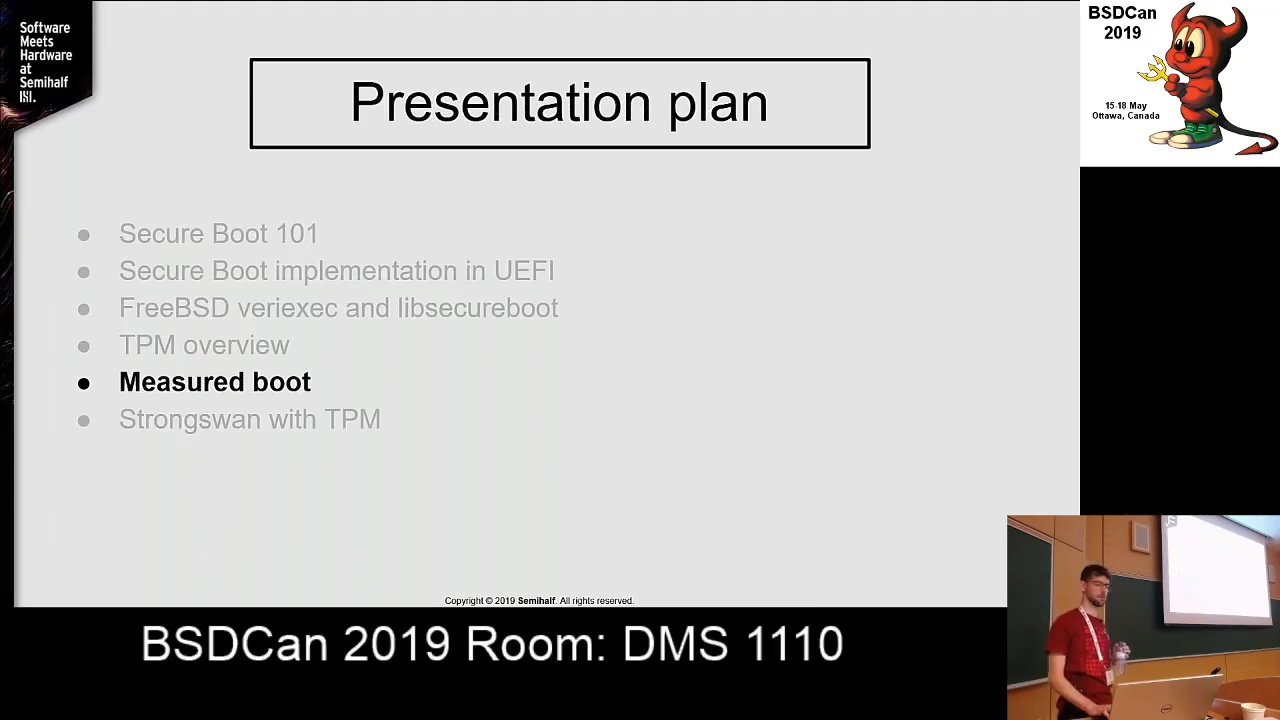 Software
Meets
Hardware
at
Semihalf
Presentation plan
BSDCan
2019
15-18 May
Ottawa, Canada
● Secure Boot 101
● Secure Boot implementation in UEFI
● FreeBSD veriexec and libsecureboot
● TPM overview
● Measured boot
● Strongswan with TPM
Copyright © 2019 Semihalf. All rights reserved.
BSDCan 2019 Room: DMS 1110